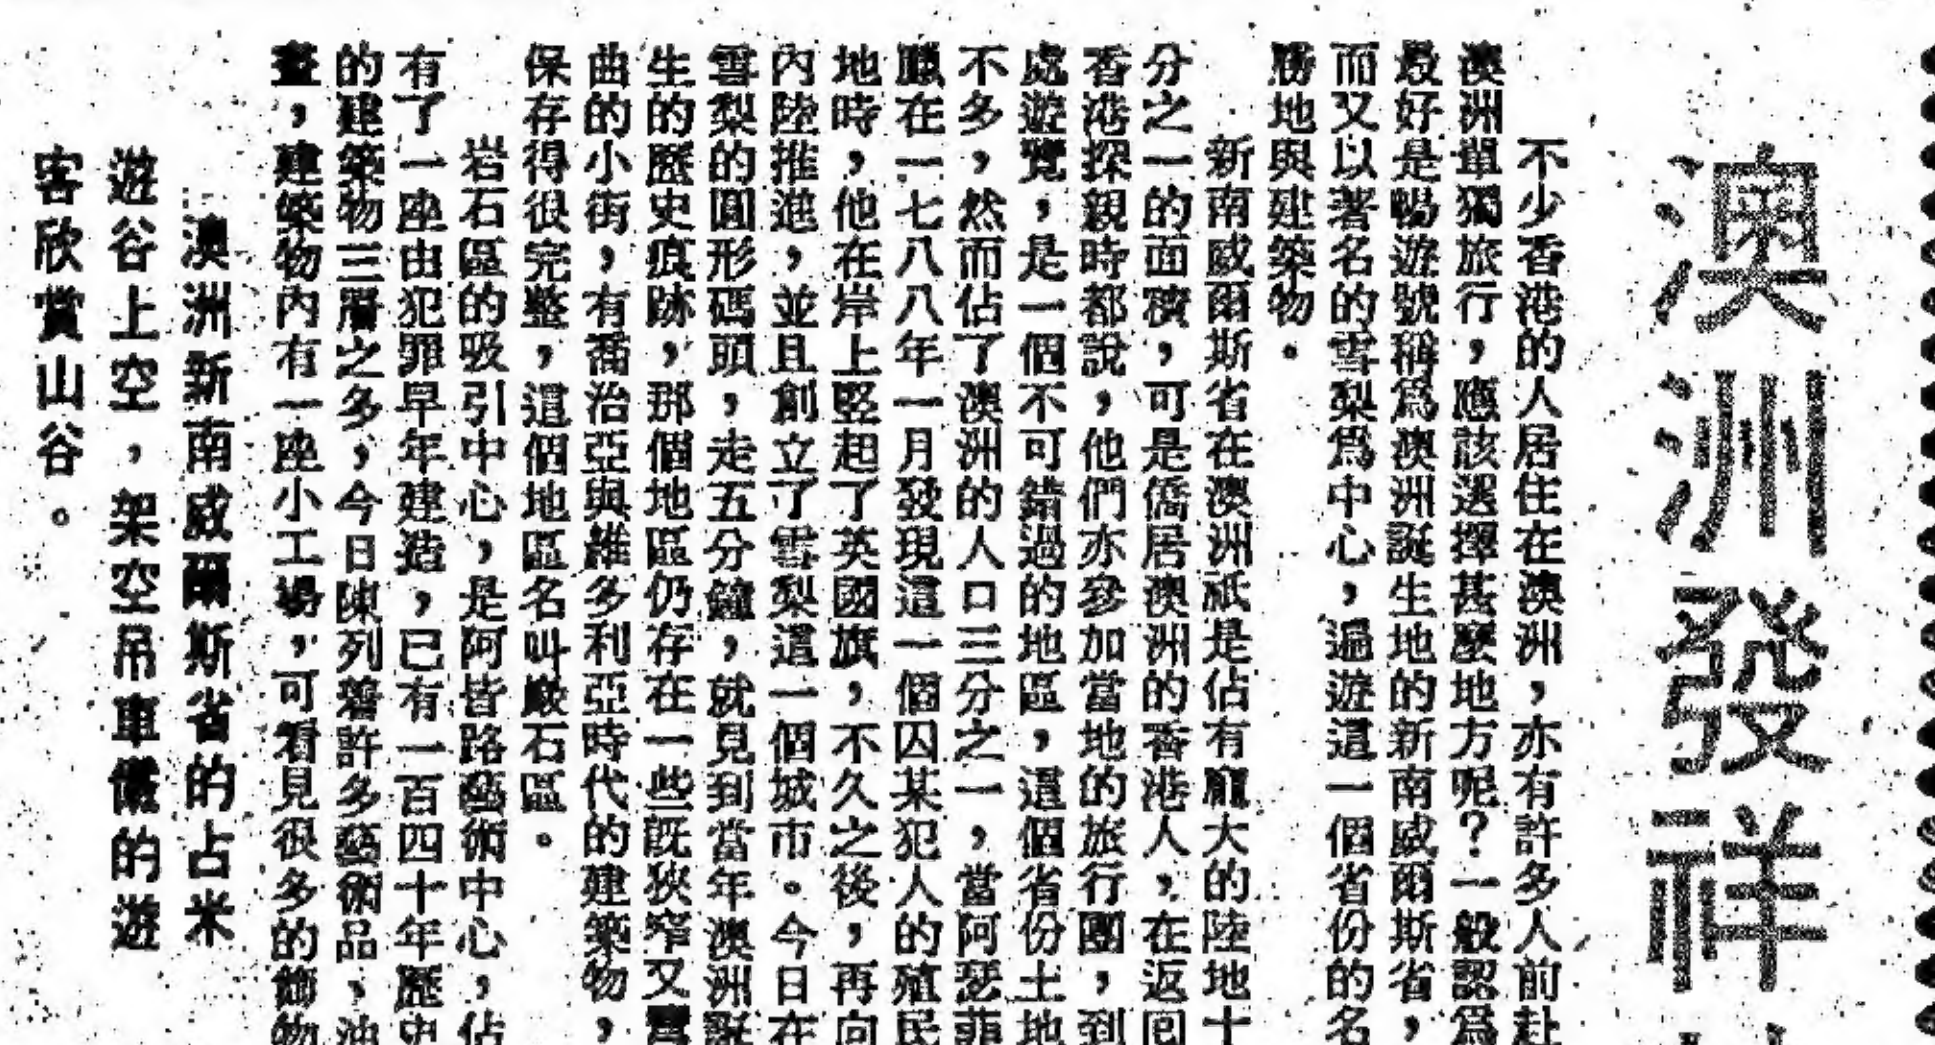 澳洲發祥
不少香港的人居住在澳洲，亦有許多人前赴
澳洲單獨旅行，應該選擇甚麼地方呢？一般認爲
最好是暢遊號稱爲澳洲誕生地的新南威爾斯省，
而又以著名的雪梨爲中心，遍遊這一個省份的名
勝地與建築物。
新南威爾斯省在澳洲祇是佔有龐大的陸地十
分之一的面積，可是僑居澳洲的香港人，在返囘
香港探親時都說，他們亦參加當地的旅行團，到
處遊覽，是一個不可錯過的地區，這個省份土地
不多，然而佔了澳洲的人口三分之一，當阿瑟菲
臘在一七八八年一月發現這一個囚某犯人的殖民
地時，他在岸上竪起了英國旗，不久之後，再向
內陸推進，並且創立了雪梨這一個城市。今日在
雪梨的圓形碼頭，走五分鐘，就見到當年澳洲誕
生的歷史痕跡，那個地區仍存在一些旣狹窄又彎
曲的小街，有喬治亞與維多利亞時代的建築物，
保存得很完整，這個地區名叫巖石區。
岩石區的吸引中心，是阿皆路藝術中心，佔
有了一座由犯罪早年建造，已有一百四十年歷史
的建築物三層之多，今日陳列着許多藝術品，油
畫，建築物內有一座小工場，可看見很多的飾物
澳洲新南威爾斯省的占米
遊谷上空，架空吊車儎的遊
客欣賞山谷。